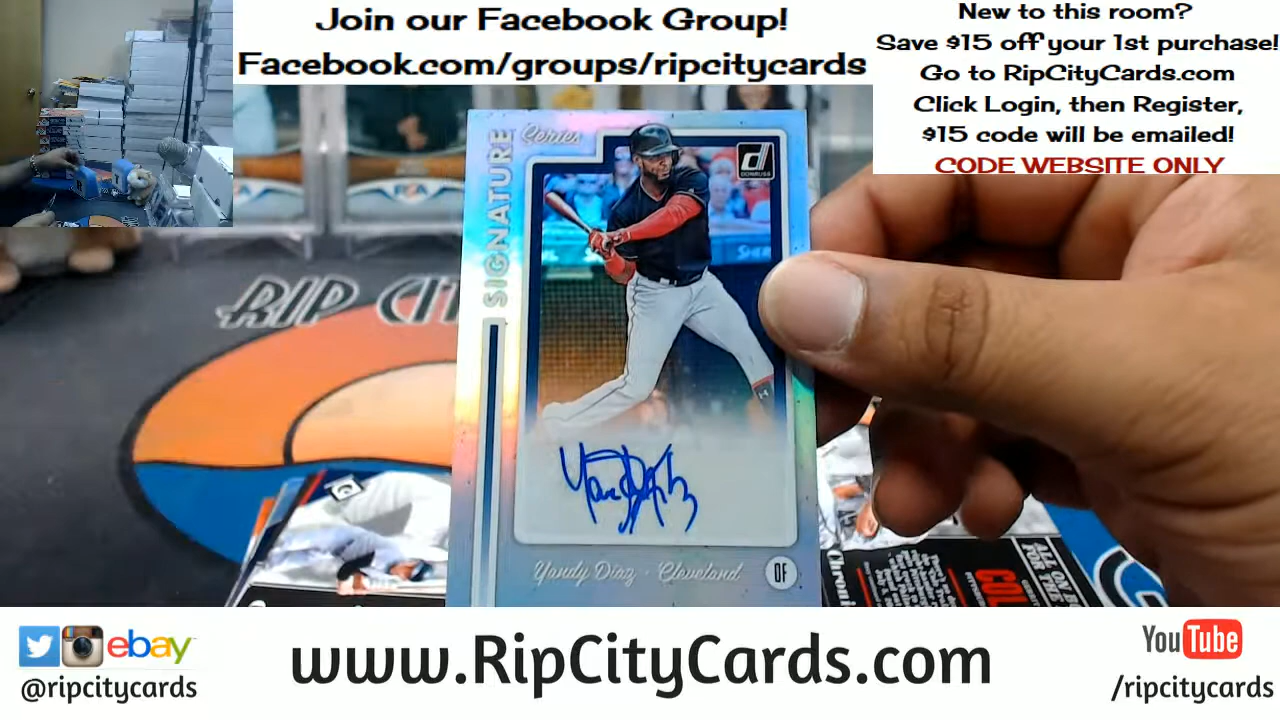 Join our Facebook Group!
Facebook.com/groups/ripcitycards
New to this room?
Save $15 off your 1st purchase!
Go to RipCityCards.com
Click Login, then Register,
$15 code will be emailed!
CODE WEBSITE ONLY
RIP CIT
SIGNATURE
Series
d
DONRUSS
Yandy Diaz · Cleveland
OF
Chroni
COL
ebay
@ripcitycards
www.RipCityCards.com
YouTube
/ripcitycards